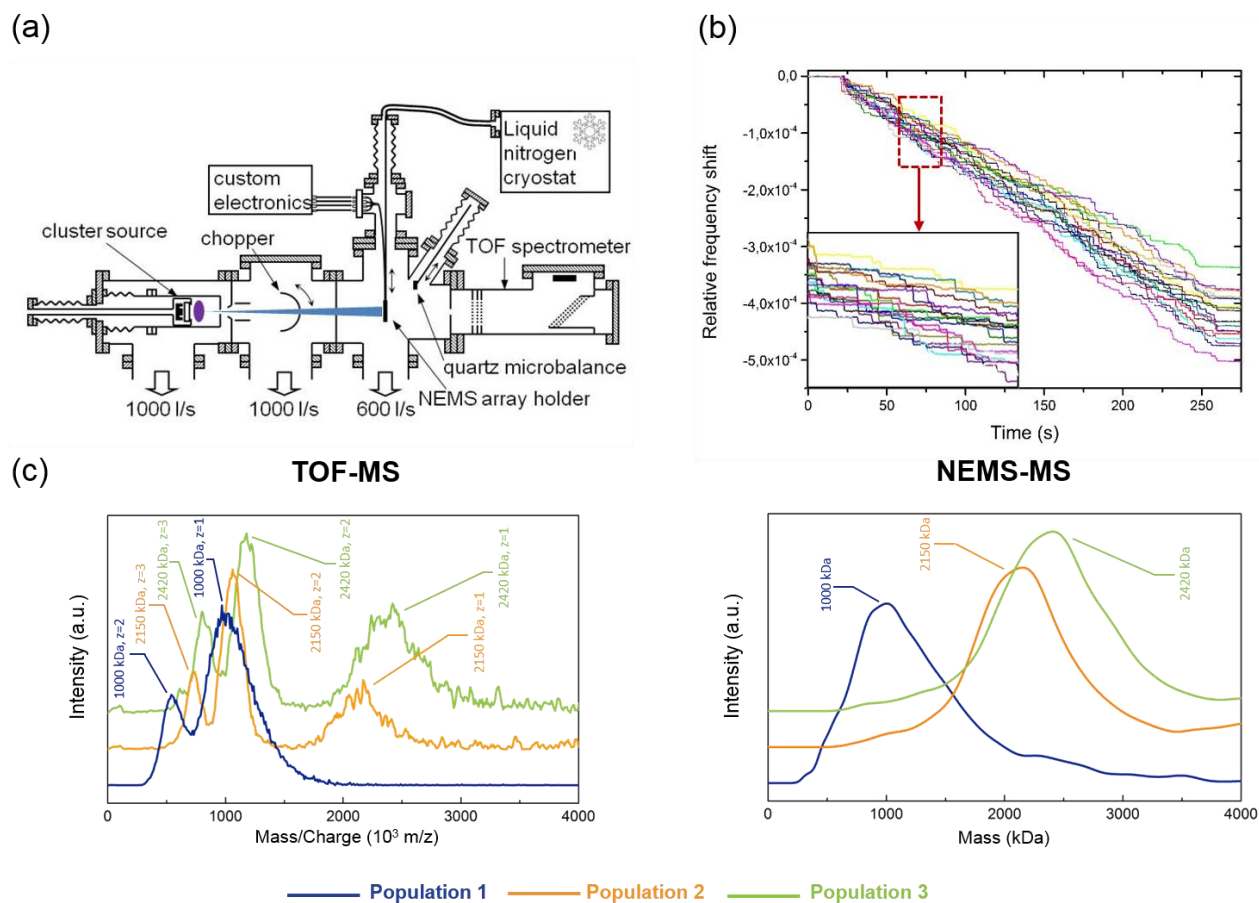 (a)
Liquid
nitrogen
cryostat
custom
electronics
cluster source
chopper
TOF spectrometer
quartz microbalance
NEMS array holder
1000 l/s
1000 l/s
600 l/s
(b)
Relative frequency shift
0,0
-1,0x10-4
-2,0x10-4
-3,0x10-4
-4,0x10-4
-5,0x10-4
0
50
100
150
200
250
Time (s)
(c)
TOF-MS
Intensity (a.u.)
1000 kDa, z=2
2150 kDa, z=3
2420 kDa, z=3
1000 kDa, z=1
2150 kDa, z=2
2420 kDa, z=2
2150 kDa, z=1
2420 kDa, z=1
0
1000
2000
3000
4000
Mass/Charge (10³ m/z)
NEMS-MS
Intensity (a.u.)
1000 kDa
2150 kDa
2420 kDa
0
1000
2000
3000
4000
Mass (kDa)
Population 1
Population 2
Population 3